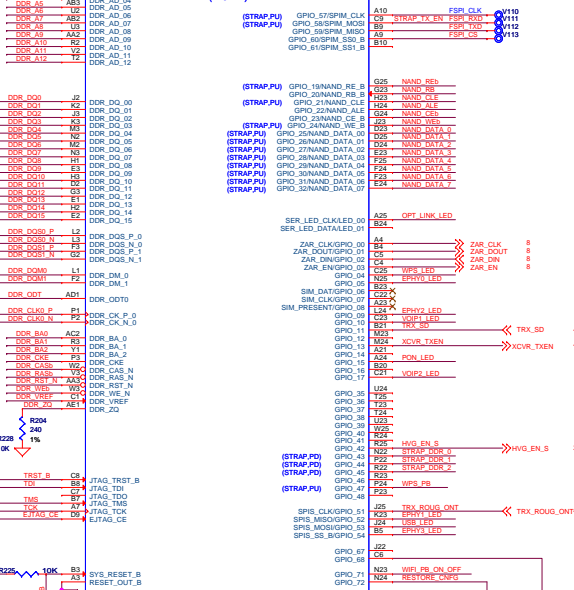 DDR_A5 AB3 DDR_AD_05
DDR_A6 U2 DDR_AD_06
DDR_A7 AB2 DDR_AD_07
DDR_A8 U3 DDR_AD_08
DDR_A9 AA2 DDR_AD_09
DDR_A10 R2 DDR_AD_10
DDR_A11 V2 DDR_AD_11
DDR_A12 T2 DDR_AD_12
DDR_DQ0 J2 DDR_DQ_00
DDR_DQ1 K2 DDR_DQ_01
DDR_DQ2 J3 DDR_DQ_02
DDR_DQ3 K3 DDR_DQ_03
DDR_DQ4 M3 DDR_DQ_04
DDR_DQ5 N2 DDR_DQ_05
DDR_DQ6 M2 DDR_DQ_06
DDR_DQ7 N3 DDR_DQ_07
DDR_DQ8 H1 DDR_DQ_08
DDR_DQ9 E3 DDR_DQ_09
DDR_DQ10 H3 DDR_DQ_10
DDR_DQ11 D2 DDR_DQ_11
DDR_DQ12 G3 DDR_DQ_12
DDR_DQ13 E1 DDR_DQ_13
DDR_DQ14 H2 DDR_DQ_14
DDR_DQ15 E2 DDR_DQ_15
DDR_DQS0_P L2 DDR_DQS_P_0
DDR_DQS0_N L3 DDR_DQS_N_0
DDR_DQS1_P F3 DDR_DQS_P_1
DDR_DQS1_N G2 DDR_DQS_N_1
DDR_DQM0 L1 DDR_DM_0
DDR_DQM1 F2 DDR_DM_1
DDR_ODT AD1 DDR_ODT0
DDR_CLK0_P P1 DDR_CK_P_0
DDR_CLK0_N P2 DDR_CK_N_0
DDR_BA0 AC2 DDR_BA_0
DDR_BA1 R3 DDR_BA_1
DDR_BA2 Y1 DDR_BA_2
DDR_CKE P3 DDR_CKE
DDR_CASb W2 DDR_CAS_N
DDR_RASb V3 DDR_RAS_N
DDR_RST_N AA3 DDR_RST_N
DDR_WEb W3 DDR_WE_N
DDR_VREF C1 DDR_VREF
DDR_ZQ AE1 DDR_ZQ
R204
240
1%
R228
0K
TRST_B C8 JTAG_TRST_B
TDI B8 JTAG_TDI
C7 JTAG_TDO
TMS B7 JTAG_TMS
TCK A7 JTAG_TCK
EJTAG_CE D9 EJTAG_CE
R225 10K B3 SYS_RESET_B
A3 RESET_OUT_B
(STRAP,PU) GPIO_57/SPIM_CLK A10 FSPI_CLK V110
(STRAP,PU) GPIO_58/SPIM_MOSI C9 STRAP_TX_EN FSPI_RXD V111
GPIO_59/SPIM_MISO B9 FSPI_TXD V112
GPIO_60/SPIM_SS0_B A9 FSPI_CS V113
GPIO_61/SPIM_SS1_B B10
(STRAP,PU) GPIO_19/NAND_RE_B G25 NAND_REb
GPIO_20/NAND_RB_B G23 NAND_RB
(STRAP,PU) GPIO_21/NAND_CLE H23 NAND_CLE
GPIO_22/NAND_ALE H24 NAND_ALE
GPIO_23/NAND_CE_B G24 NAND_CEb
(STRAP,PU) GPIO_24/NAND_WE_B J23 NAND_WEb
(STRAP,PU) GPIO_25/NAND_DATA_00 D23 NAND_DATA_0
(STRAP,PU) GPIO_26/NAND_DATA_01 D25 NAND_DATA_1
(STRAP,PU) GPIO_27/NAND_DATA_02 D24 NAND_DATA_2
(STRAP,PU) GPIO_28/NAND_DATA_03 E23 NAND_DATA_3
(STRAP,PU) GPIO_29/NAND_DATA_04 F25 NAND_DATA_4
(STRAP,PU) GPIO_30/NAND_DATA_05 F24 NAND_DATA_5
(STRAP,PU) GPIO_31/NAND_DATA_06 F23 NAND_DATA_6
(STRAP,PU) GPIO_32/NAND_DATA_07 E24 NAND_DATA_7
SER_LED_CLK/LED_00 A25 OPT_LINK_LED
SER_LED_DATA/LED_01 B24
ZAR_CLK/GPIO_00 A4 ZAR_CLK 8
ZAR_DOUT/GPIO_01 B4 ZAR_DOUT 8
ZAR_DIN/GPIO_02 C5 ZAR_DIN 8
ZAR_EN/GPIO_03 C4 ZAR_EN 8
GPIO_04 C25 WPS_LED
GPIO_05 N25 EPHY0_LED
SIM_DAT/GPIO_06 B23
SIM_CLK/GPIO_07 C22
SIM_PRESENT/GPIO_08 A23
GPIO_09 L24 EPHY2_LED
GPIO_10 C23 VOIP1_LED
GPIO_11 B21 TRX_SD TRX_SD
GPIO_12 M23
GPIO_13 M24 XCVR_TXEN XCVR_TXEN
GPIO_14 A21
GPIO_15 A24 PON_LED
GPIO_16 B20
GPIO_17 C21 VOIP2_LED
GPIO_35 U24
GPIO_36 T25
GPIO_37 T23
GPIO_38 T24
GPIO_39 U23
GPIO_40 W25
GPIO_41 R24
GPIO_42 R25 HVG_EN_S HVG_EN_S
(STRAP,PD) GPIO_43 N22 STRAP_DDR_0
(STRAP,PD) GPIO_44 P22 STRAP_DDR_1
(STRAP,PD) GPIO_45 R22 STRAP_DDR_2
GPIO_46 R23
(STRAP,PU) GPIO_47 P24 WPS_PB
GPIO_48 P23
SPIS_CLK/GPIO_51 J25 TRX_ROUG_ONT TRX_ROUG_ONT
SPIS_MISO/GPIO_52 K23 EPHY1_LED
SPIS_MOSI/GPIO_53 J24 USB_LED
SPIS_SS_B/GPIO_54 B5 EPHY3_LED
GPIO_67 J22
GPIO_68 C6
GPIO_71 N23 WIFI_PB_ON_OFF
GPIO_72 N24 RESTORE_CNFG